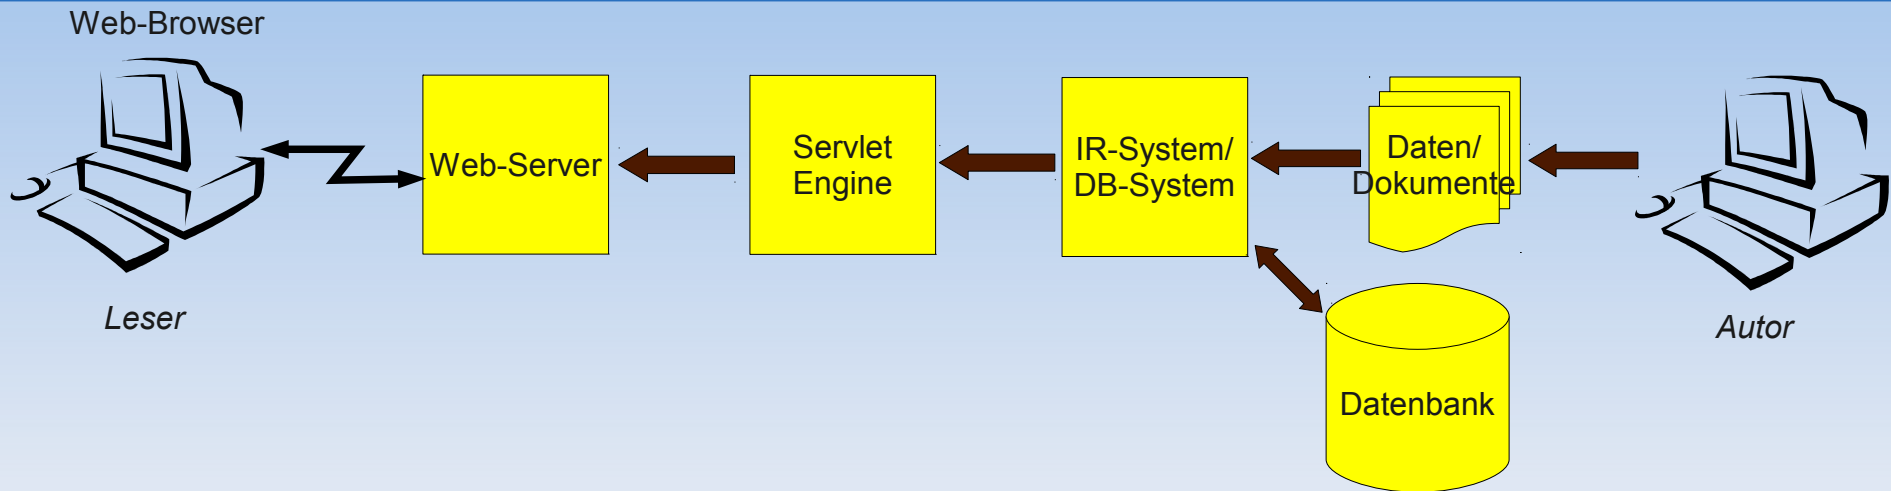 Web-Browser
Leser
Web-Server
Servlet
Engine
IR-System/
DB-System
Daten/
Dokumente
Datenbank
Autor